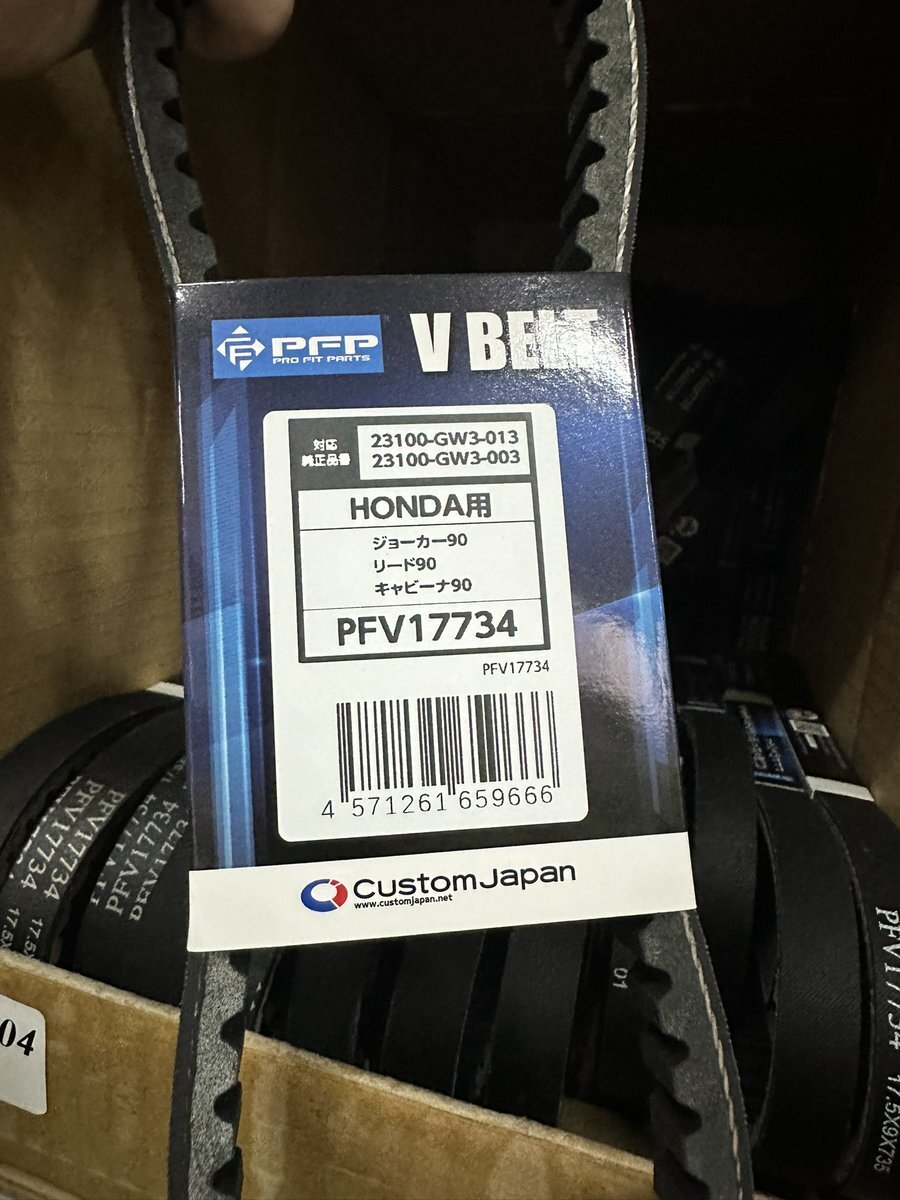 PFP
PRO FIT PARTS
V BELT
対応
純正品番
23100-GW3-013
23100-GW3-003
HONDA用
ジョーカー90
リード90
キャビーナ90
PFV17734
PFV17734
4 571261 659666
CustomJapan
www.customjapan.net
PFV17734
PFV17734
PFV17734
04
01
PFV17734 17.5X9X735